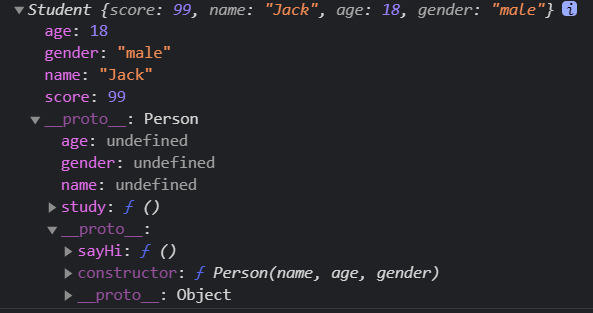 Student {score: 99, name: "Jack", age: 18, gender: "male"} i
age: 18
gender: "male"
name: "Jack"
score: 99
__proto__: Person
age: undefined
gender: undefined
name: undefined
study: ƒ ()
__proto__:
sayHi: ƒ ()
constructor: ƒ Person(name, age, gender)
__proto__: Object